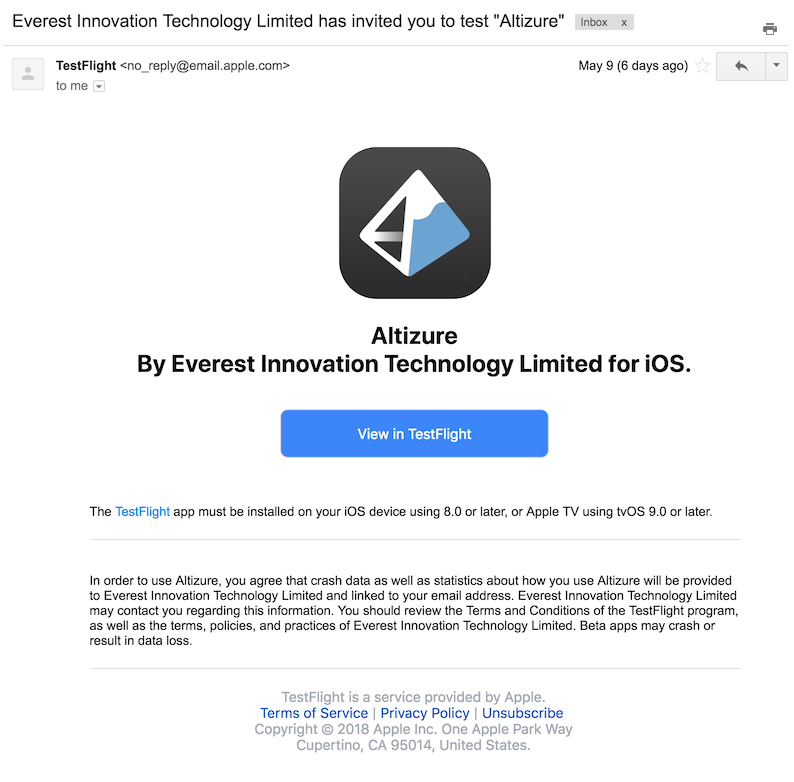 Everest Innovation Technology Limited has invited you to test "Altizure" Inbox x
TestFlight <no_reply@email.apple.com> May 9 (6 days ago)
to me
Altizure
By Everest Innovation Technology Limited for iOS.
View in TestFlight
The TestFlight app must be installed on your iOS device using 8.0 or later, or Apple TV using tvOS 9.0 or later.
In order to use Altizure, you agree that crash data as well as statistics about how you use Altizure will be provided
to Everest Innovation Technology Limited and linked to your email address. Everest Innovation Technology Limited
may contact you regarding this information. You should review the Terms and Conditions of the TestFlight program,
as well as the terms, policies, and practices of Everest Innovation Technology Limited. Beta apps may crash or
result in data loss.
TestFlight is a service provided by Apple.
Terms of Service | Privacy Policy | Unsubscribe
Copyright © 2018 Apple Inc. One Apple Park Way
Cupertino, CA 95014, United States.